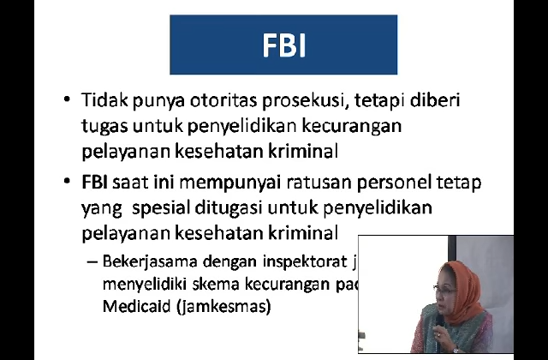 FBI
• Tidak punya otoritas prosekusi, tetapi diberi
tugas untuk penyelidikan kecurangan
pelayanan kesehatan kriminal
• FBI saat ini mempunyai ratusan personel tetap
yang spesial ditugasi untuk penyelidikan
pelayanan kesehatan kriminal
– Bekerjasama dengan inspektorat
menyelidiki skema kecurangan
Medicaid (jamkesmas)